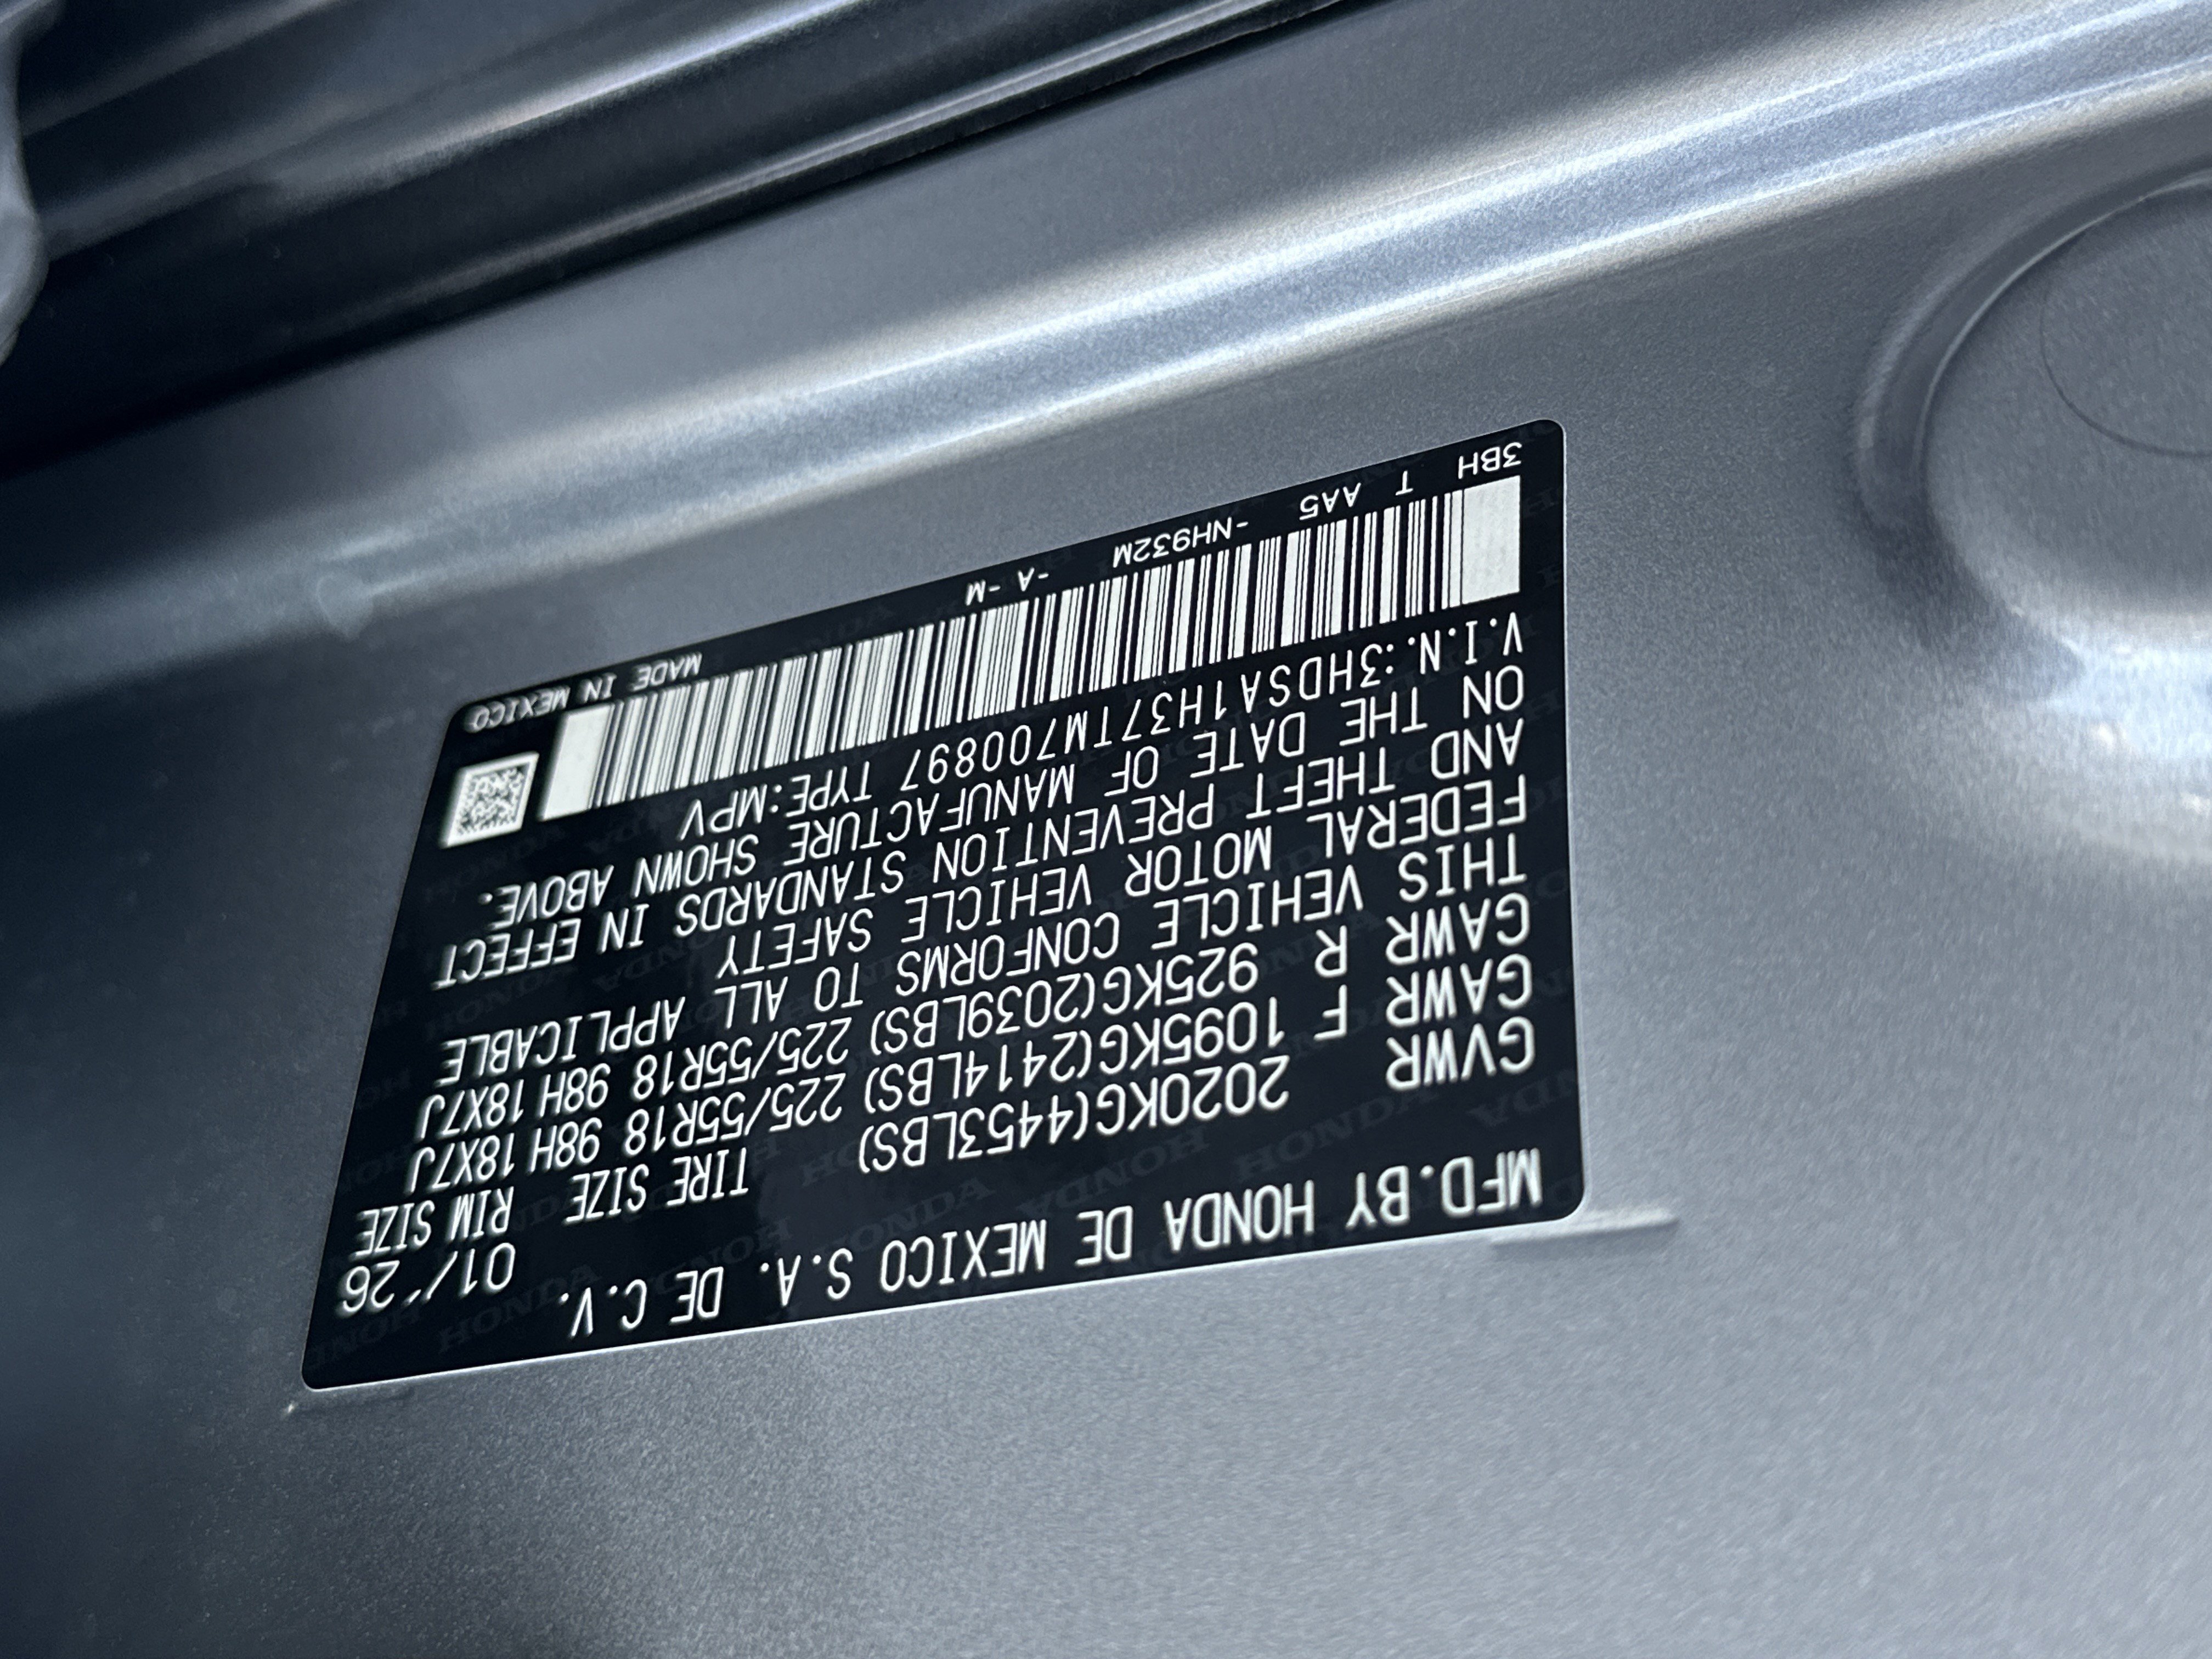 MFD.BY HONDA DE MEXICO S.A. DE C.V. 01/'26
TIRE SIZE RIM SIZE
GVWR 2020KG(4453LBS)
GAWR F 1095KG(2414LBS) 225/55R18 98H 18X7J
GAWR R 925KG(2039LBS) 225/55R18 98H 18X7J
THIS VEHICLE CONFORMS TO ALL APPLICABLE
FEDERAL MOTOR VEHICLE SAFETY
AND THEFT PREVENTION STANDARDS IN EFFECT
ON THE DATE OF MANUFACTURE SHOWN ABOVE.
V.I.N.:3HDSA1H37TM700897 TYPE:MPV
3BH T AA5 -NH932M -A -M MADE IN MEXICO